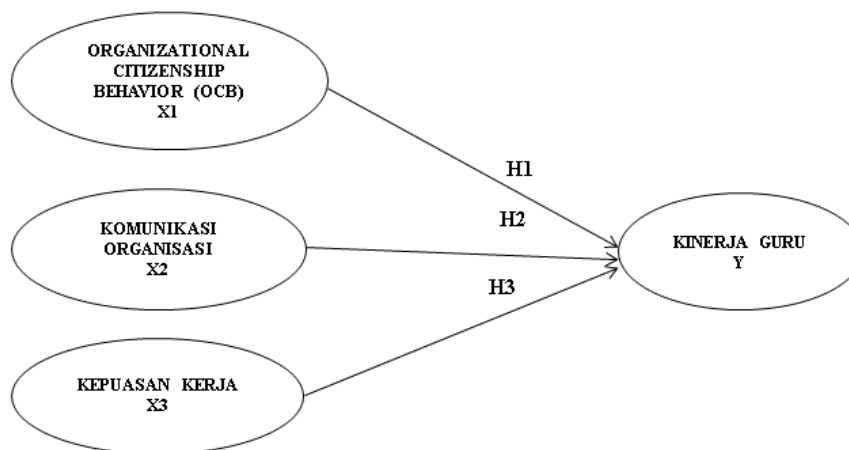 ORGANIZATIONAL
CITIZENSHIP
BEHAVIOR (OCB)
X1
H1
H2
KOMUNIKASI
ORGANISASI
X2
KINERJA GURU
Y
H3
KEPUASAN KERJA
X3